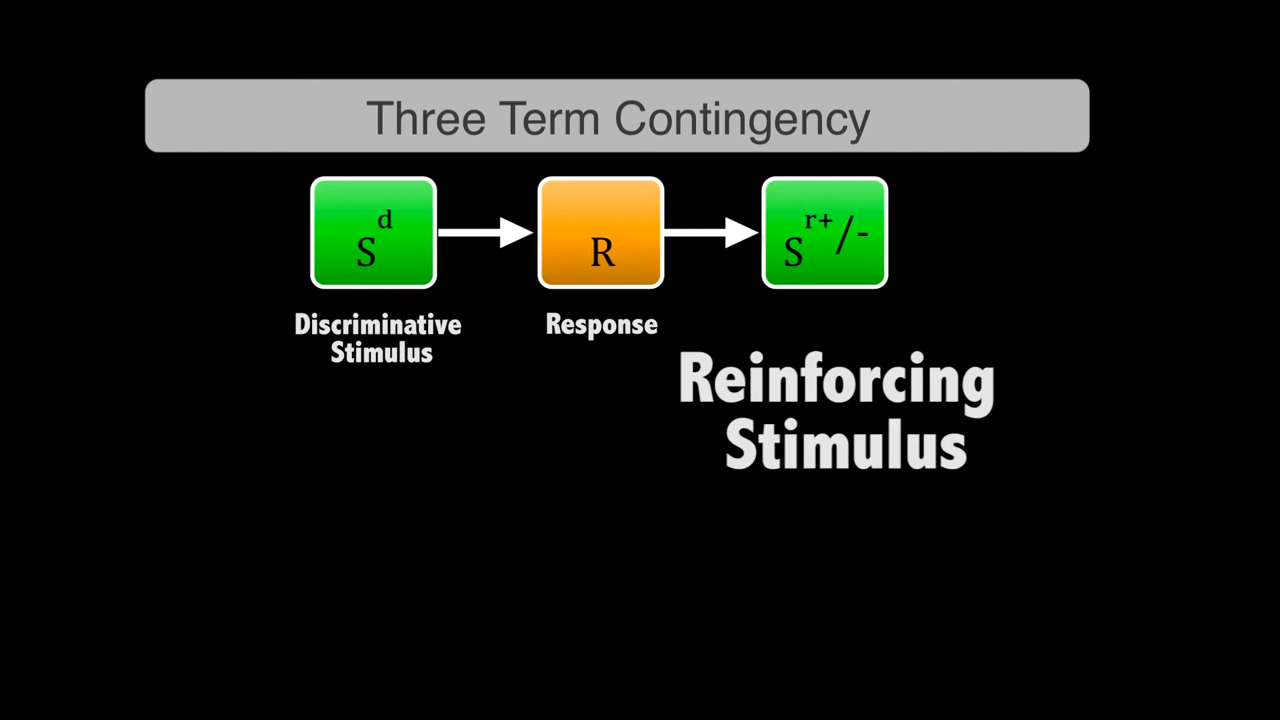 Three Term Contingency
S^d
R
S^r+/-
Discriminative
Stimulus
Response
Reinforcing
Stimulus